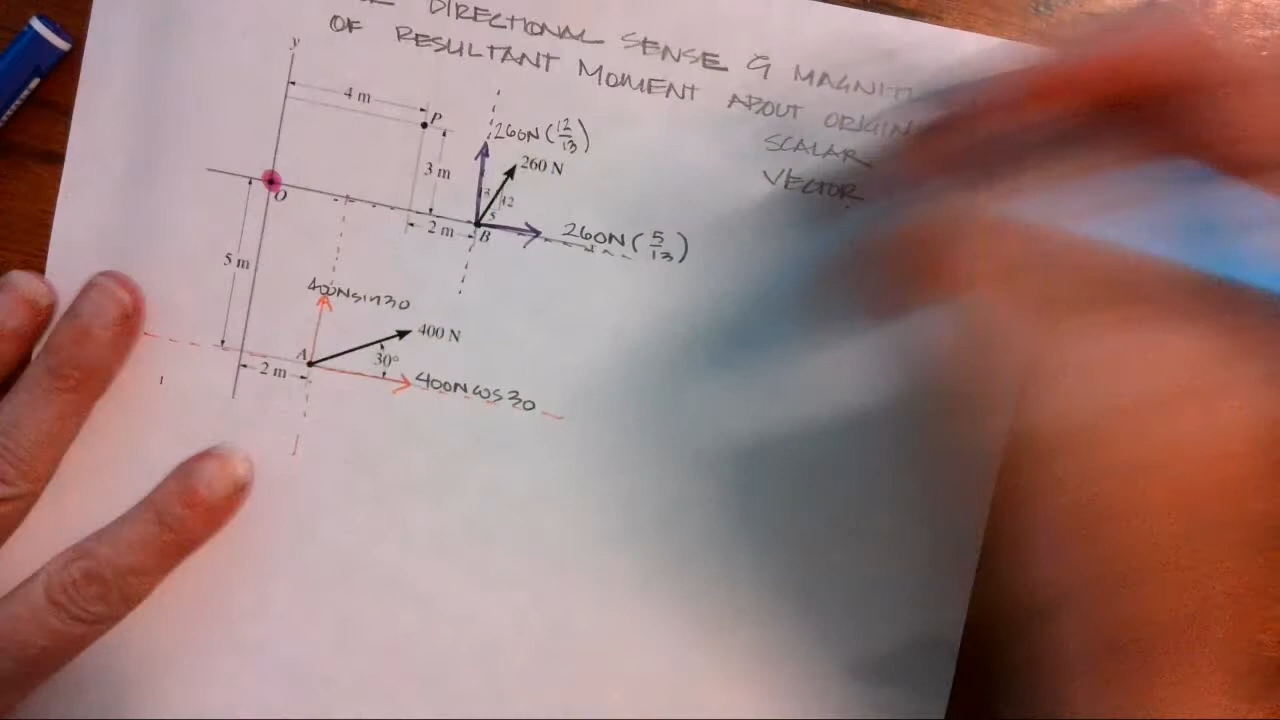 DIRECTIONAL SENSE & MAGNIT
OF RESULTANT MOMENT ABOUT ORIGIN
SCALAR
VECTOR
y
4 m
P
260N (12/13)
260 N
3 m
13
12
5
O
2 m
B
260N (5/13)
5 m
400N sin 30
400 N
A
30°
2 m
400N cos 30